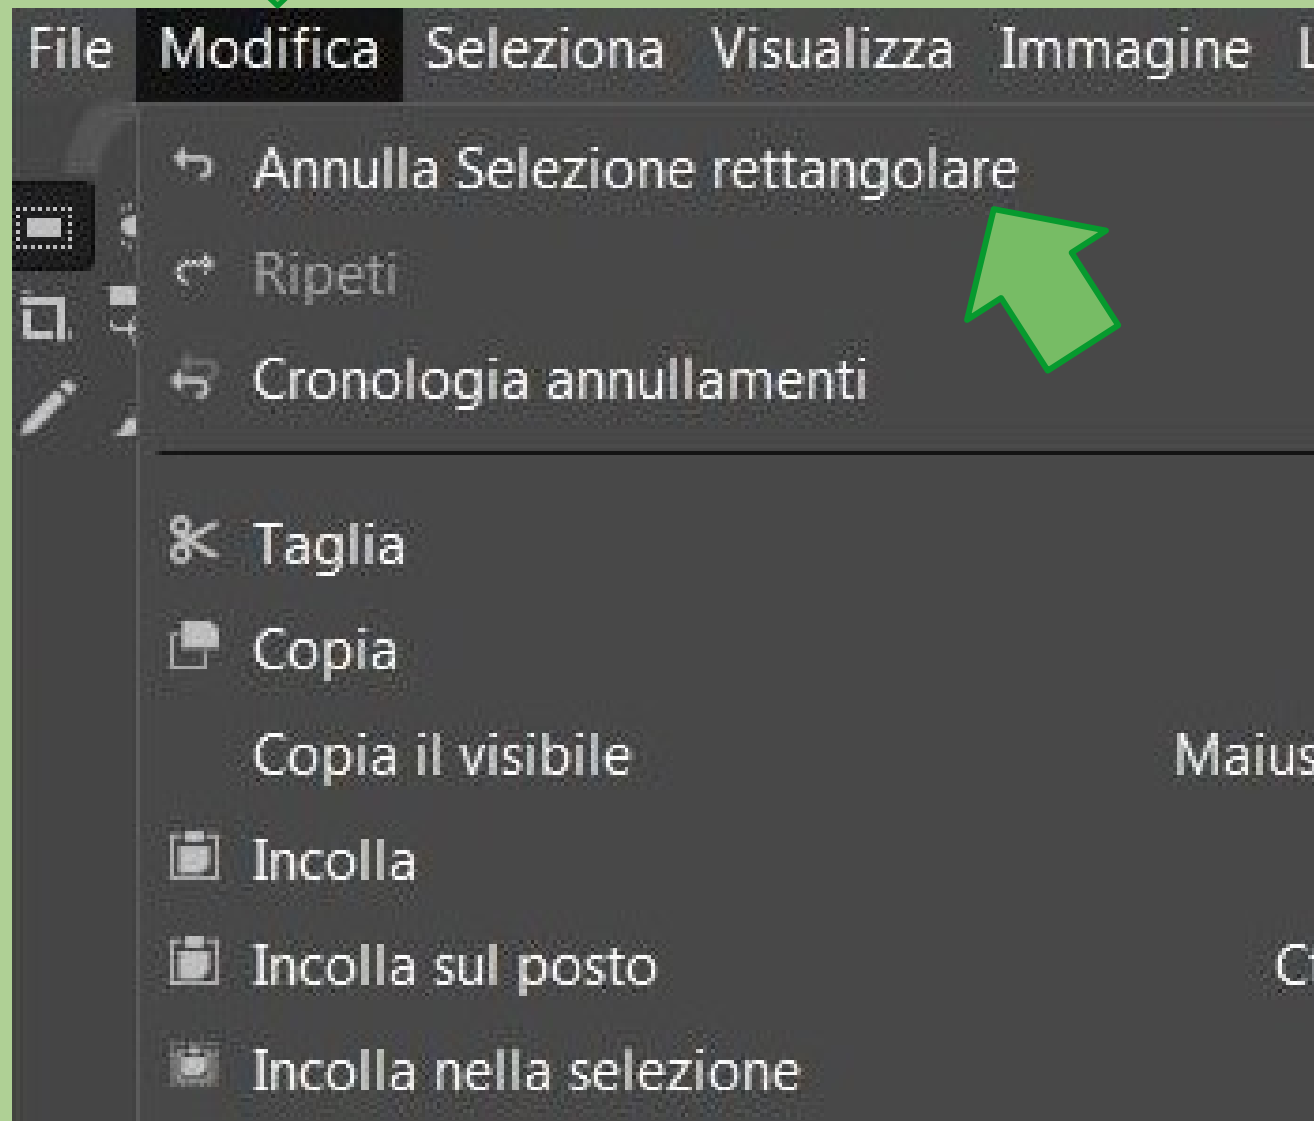 File Modifica Seleziona Visualizza Immagine
Annulla Selezione rettangolare
Ripeti
Cronologia annullamenti
Taglia
Copia
Copia il visibile Maius
Incolla
Incolla sul posto
Incolla nella selezione